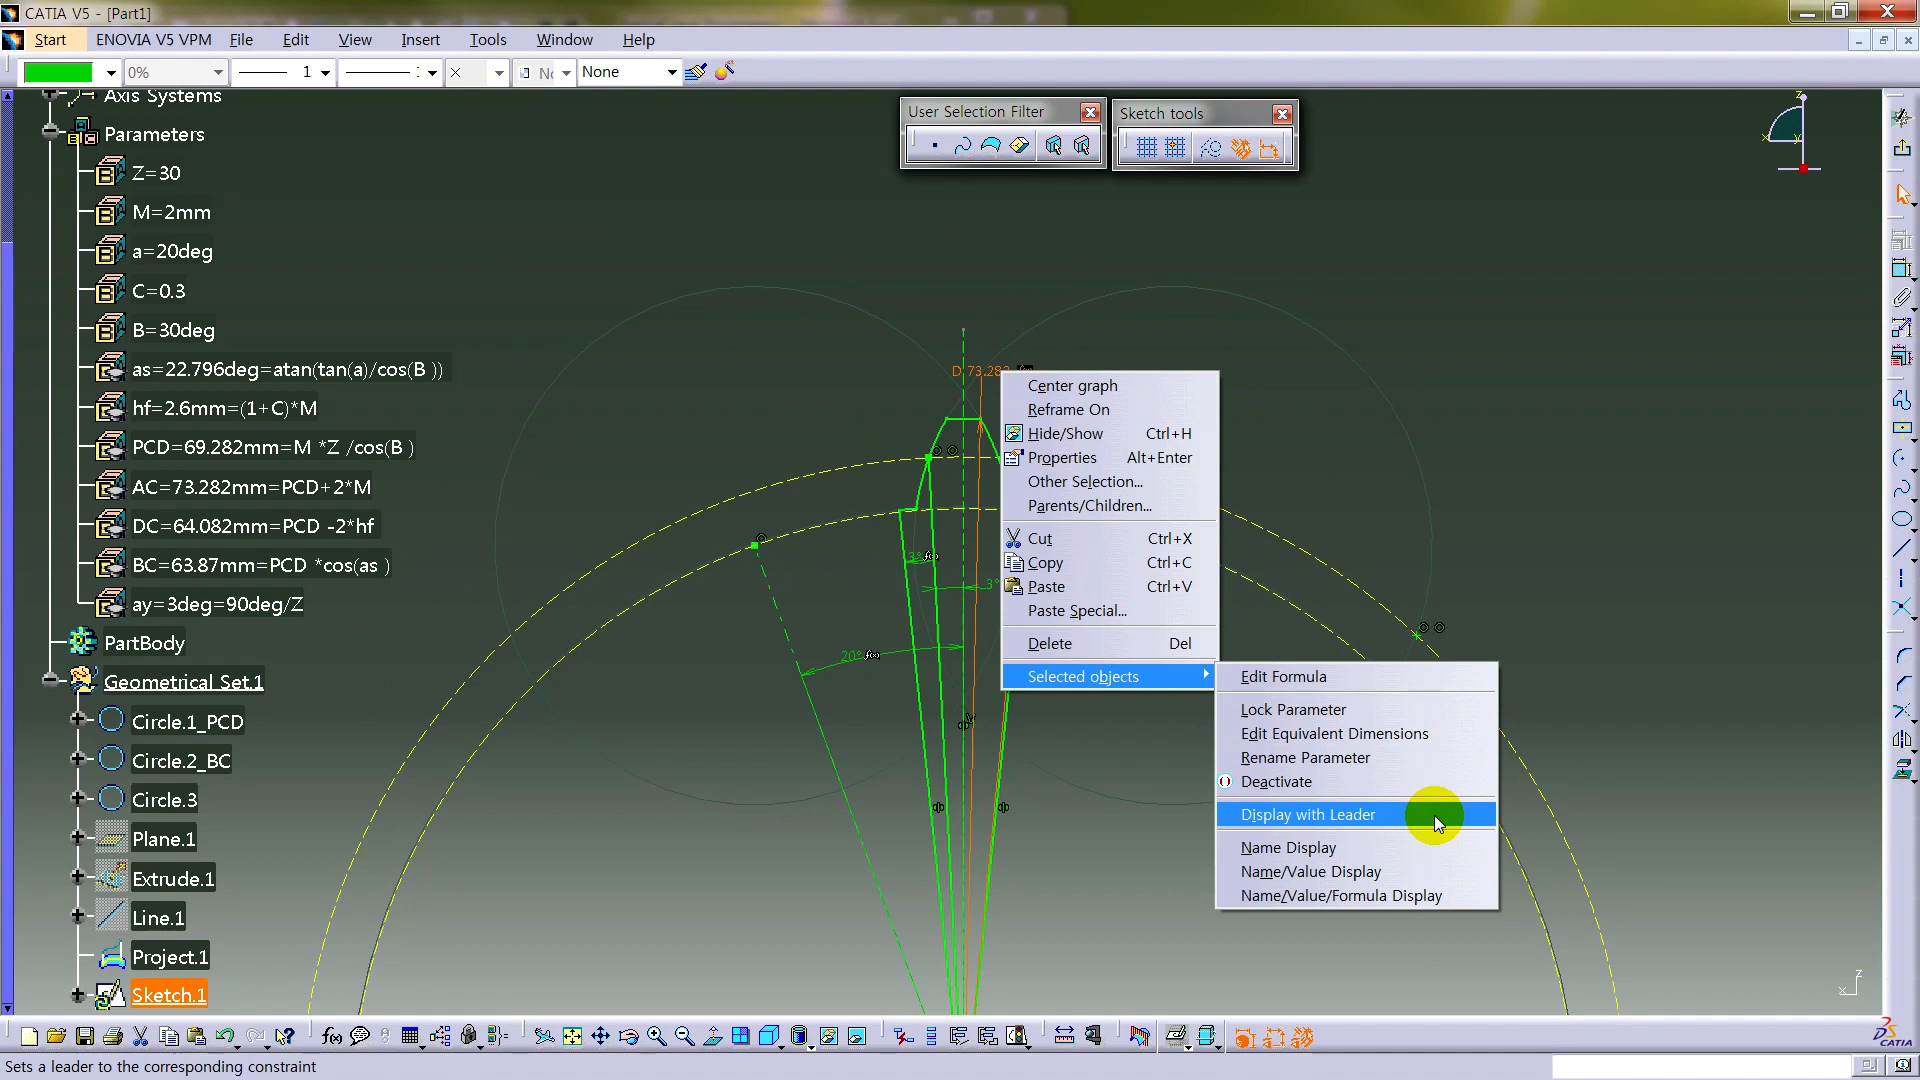 CATIA V5 - [Part1]
Start ENOVIA V5 VPM File Edit View Insert Tools Window Help
0% 1 : None
Axis Systems
Parameters
Z=30
M=2mm
a=20deg
C=0.3
B=30deg
as=22.796deg=atan(tan(a)/cos(B ))
hf=2.6mm=(1+C)*M
PCD=69.282mm=M *Z /cos(B )
AC=73.282mm=PCD+2*M
DC=64.082mm=PCD -2*hf
BC=63.87mm=PCD *cos(as )
ay=3deg=90deg/Z
PartBody
Geometrical Set.1
Circle.1_PCD
Circle.2_BC
Circle.3
Plane.1
Extrude.1
Line.1
Project.1
Sketch.1
User Selection Filter
Sketch tools
z
x y
D 73.282
3° f(x)
3°
20° f(x)
V
Center graph
Reframe On
Hide/Show Ctrl+H
Properties Alt+Enter
Other Selection...
Parents/Children...
Cut Ctrl+X
Copy Ctrl+C
Paste Ctrl+V
Paste Special...
Delete Del
Selected objects
Edit Formula
Lock Parameter
Edit Equivalent Dimensions
Rename Parameter
Deactivate
Display with Leader
Name Display
Name/Value Display
Name/Value/Formula Display
z
x
f(x)
CATIA
Sets a leader to the corresponding constraint